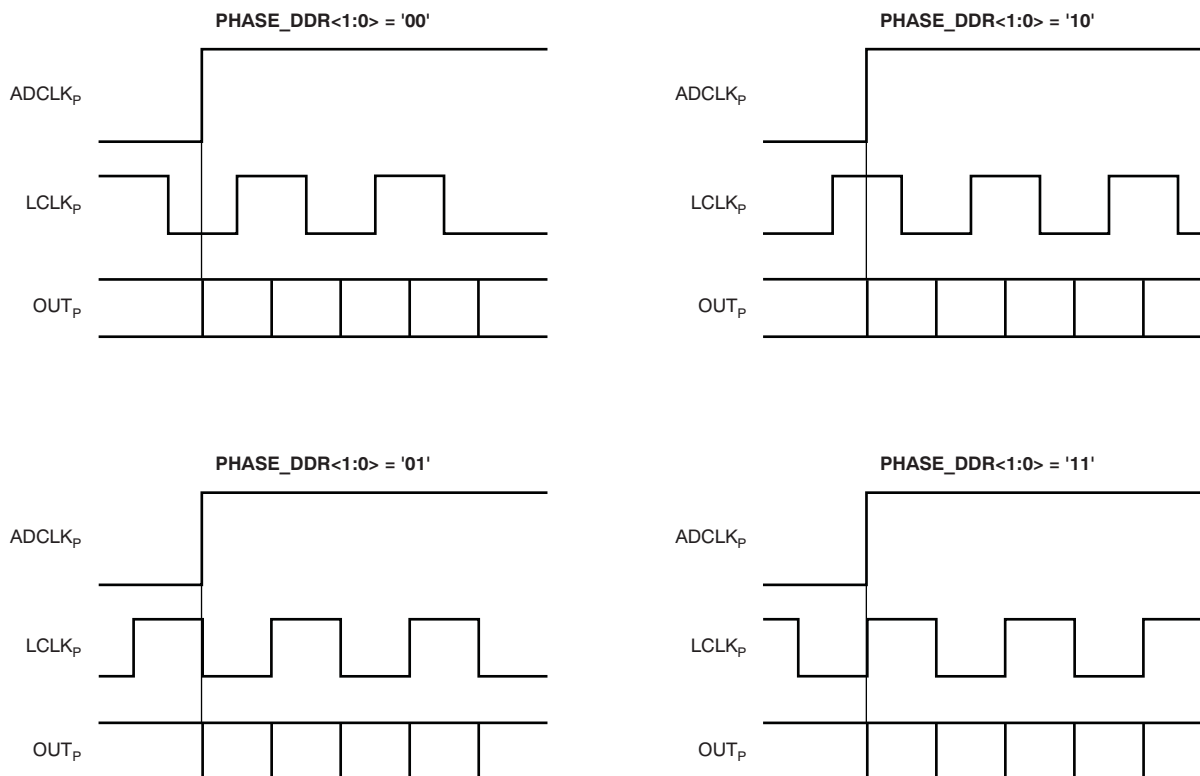 PHASE_DDR<1:0> = '00'
ADCLKP
LCLKP
OUTP
PHASE_DDR<1:0> = '10'
ADCLKP
LCLKP
OUTP
PHASE_DDR<1:0> = '01'
ADCLKP
LCLKP
OUTP
PHASE_DDR<1:0> = '11'
ADCLKP
LCLKP
OUTP